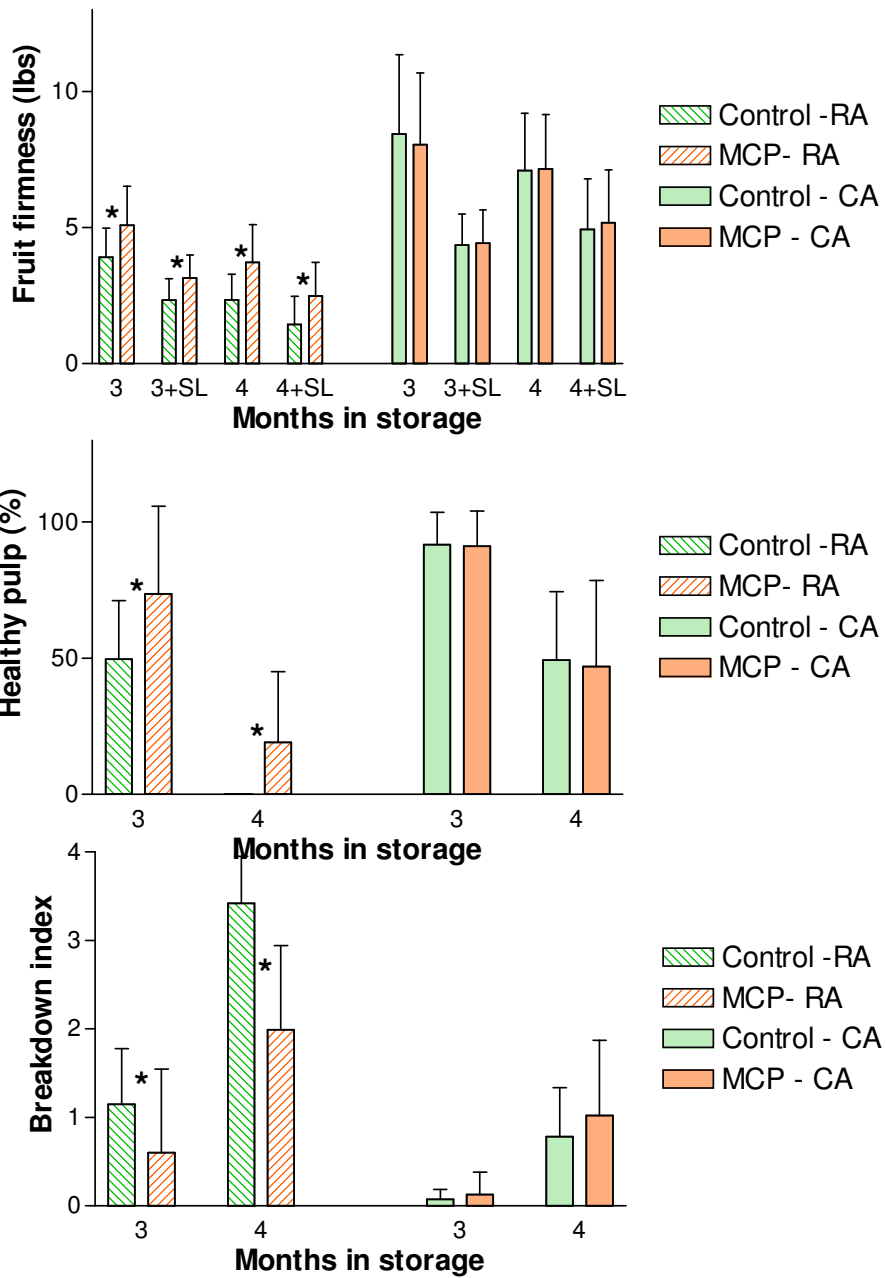 Fruit firmness (lbs)
10
5
0
*
*
*
*
3 3+SL 4 4+SL 3 3+SL 4 4+SL
Months in storage
Control -RA
MCP- RA
Control - CA
MCP - CA
Healthy pulp (%)
100
50
0
*
*
3 4 3 4
Months in storage
Control -RA
MCP- RA
Control - CA
MCP - CA
Breakdown index
4
3
2
1
0
*
*
3 4 3 4
Months in storage
Control -RA
MCP- RA
Control - CA
MCP - CA